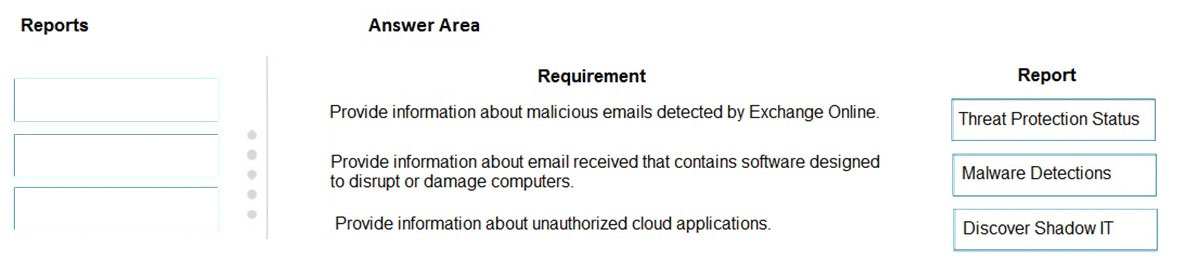 Reports
Answer Area
Requirement
Report
Provide information about malicious emails detected by Exchange Online.
Threat Protection Status
Provide information about email received that contains software designed
to disrupt or damage computers.
Malware Detections
Provide information about unauthorized cloud applications.
Discover Shadow IT